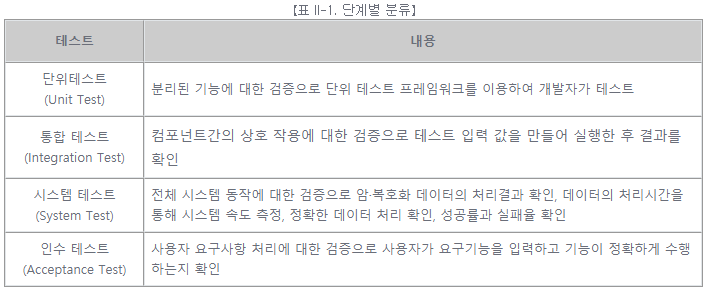 【표 Ⅱ-1. 단계별 분류】
테스트 내용
단위테스트
(Unit Test)
분리된 기능에 대한 검증으로 단위 테스트 프레임워크를 이용하여 개발자가 테스트
통합 테스트
(Integration Test)
컴포넌트간의 상호 작용에 대한 검증으로 테스트 입력 값을 만들어 실행한 후 결과를
확인
시스템 테스트
(System Test)
전체 시스템 동작에 대한 검증으로 암·복호화 데이터의 처리결과 확인, 데이터의 처리시간을
통해 시스템 속도 측정, 정확한 데이터 처리 확인, 성공률과 실패율 확인
인수 테스트
(Acceptance Test)
사용자 요구사항 처리에 대한 검증으로 사용자가 요구기능을 입력하고 기능이 정확하게 수행
하는지 확인